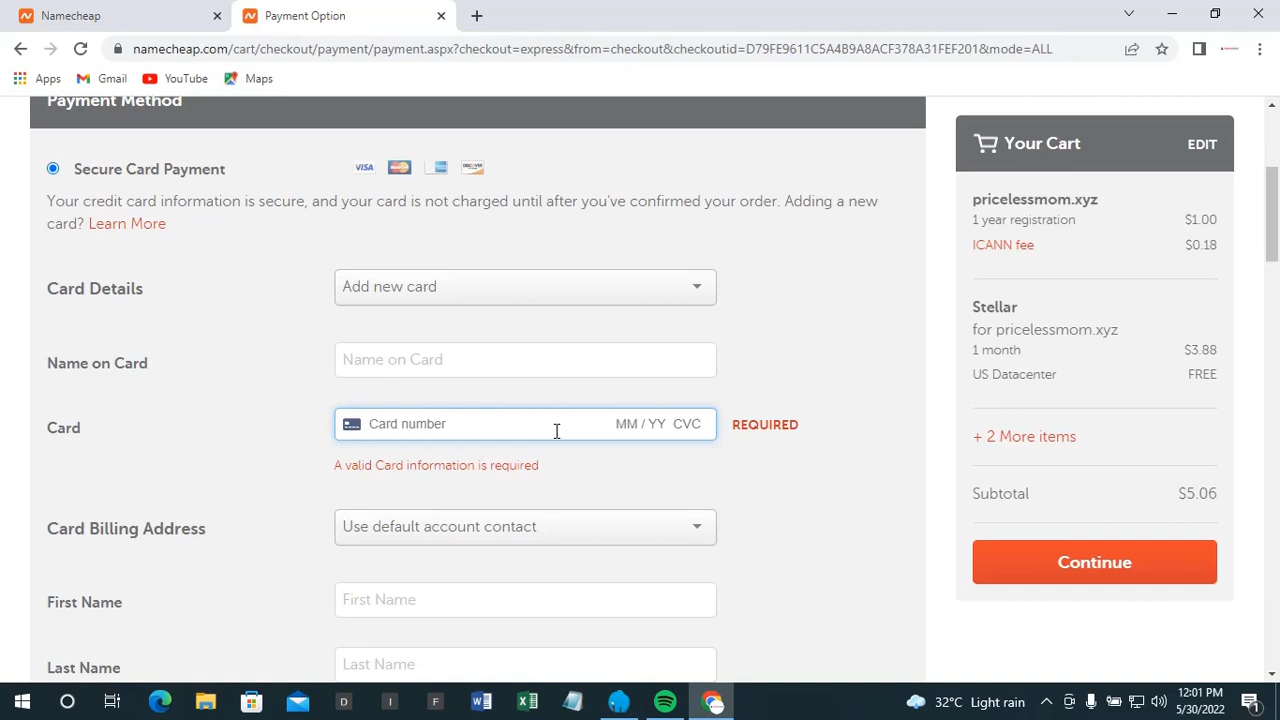 Namecheap
Payment Option
namecheap.com/cart/checkout/payment/payment.aspx?checkout=express&from=checkout&checkoutid=D79FE9611C5A4B9A8ACF378A31FEF201&mode=ALL
Apps Gmail YouTube Maps
Payment Method
Secure Card Payment VISA
Your credit card information is secure, and your card is not charged until after you've confirmed your order. Adding a new
card? Learn More
Card Details Add new card
Name on Card Name on Card
Card Card number MM / YY CVC REQUIRED
A valid Card information is required
Card Billing Address Use default account contact
First Name First Name
Last Name Last Name
Your Cart EDIT
pricelessmom.xyz
1 year registration $1.00
ICANN fee $0.18
Stellar
for pricelessmom.xyz
1 month $3.88
US Datacenter FREE
+ 2 More items
Subtotal $5.06
Continue
D I F 32°C Light rain 12:01 PM
5/30/2022 1